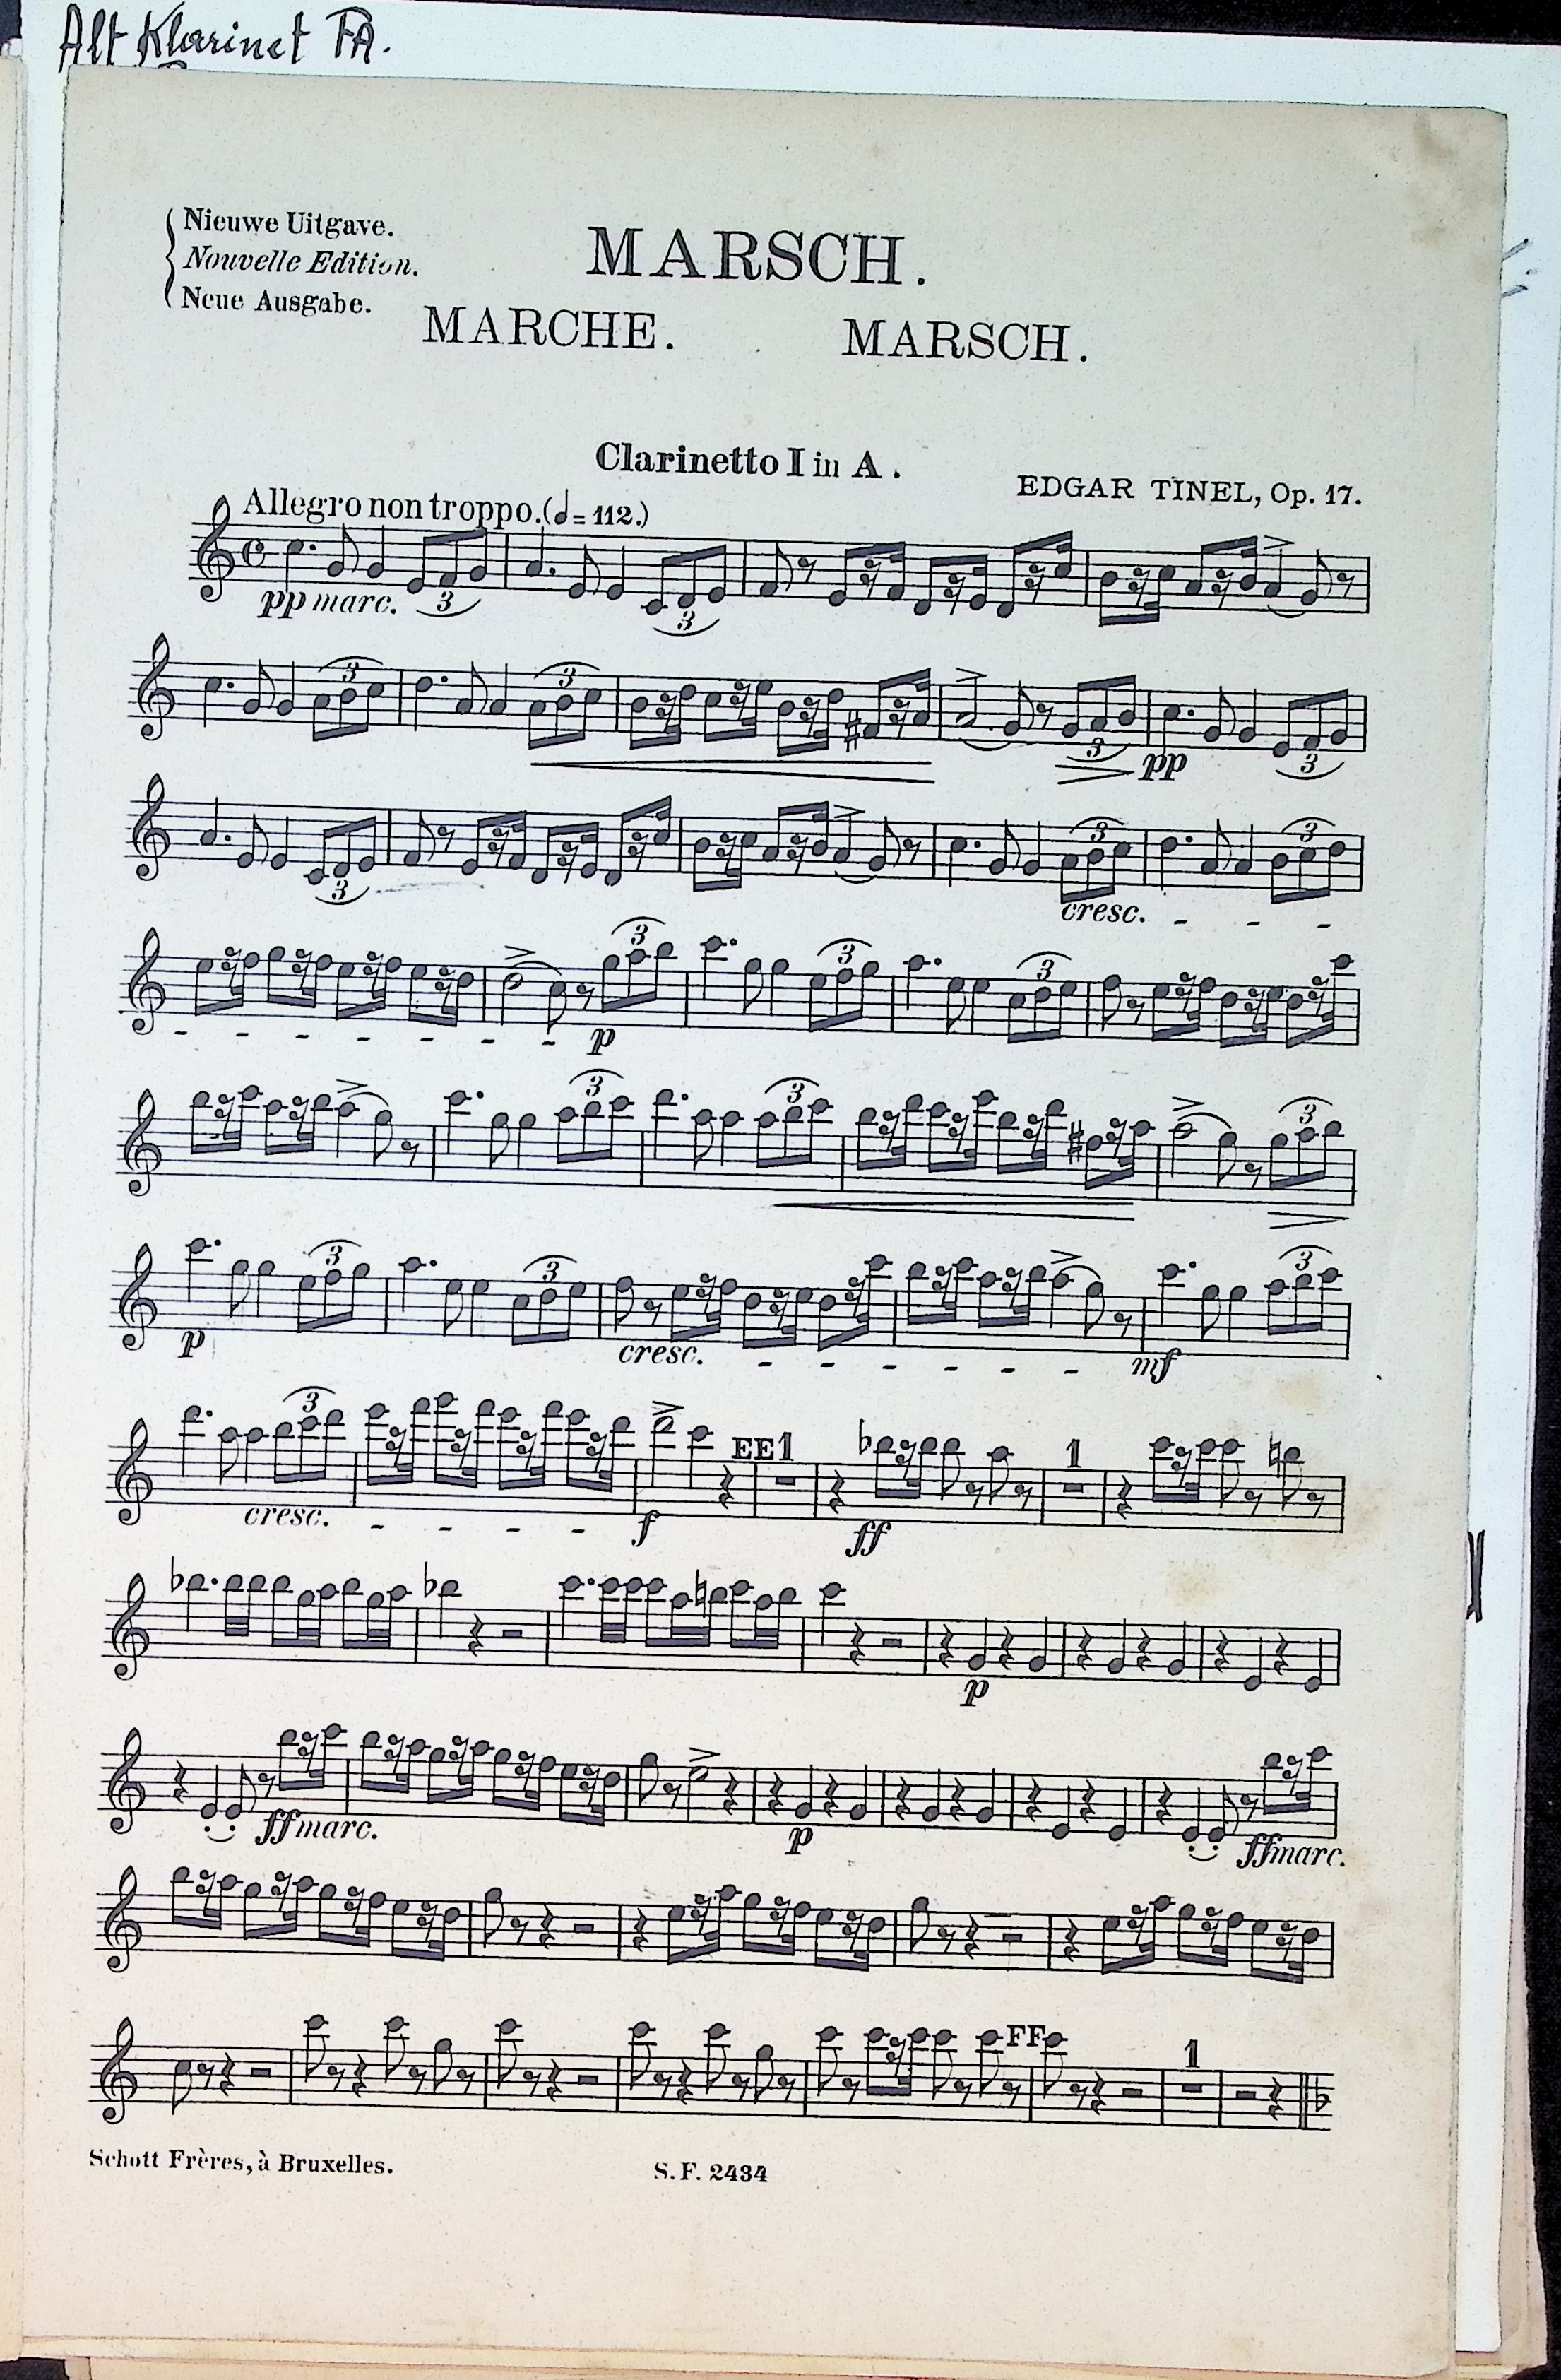 Alt Klarinet FA.
Nieuwe Uitgave.
Nouvelle Edition.
Neue Ausgabe.
MARSCH.
MARCHE. MARSCH.
Clarinetto I in A.
EDGAR TINEL, Op. 17.
Allegro non troppo. (𝅗𝅥 = 112.)
pp marc. 3 3
3 3 3 pp 3
3 cresc. - - - 3 3
- - - - - - - p 3 3 3
3 3 3
p 3 3 cresc. - - - - - - mf 3
cresc. - - - - 3 f EE 1 ff 1
p
ff marc. p ff marc.
FF 1
Schott Frères, à Bruxelles. S. F. 2434